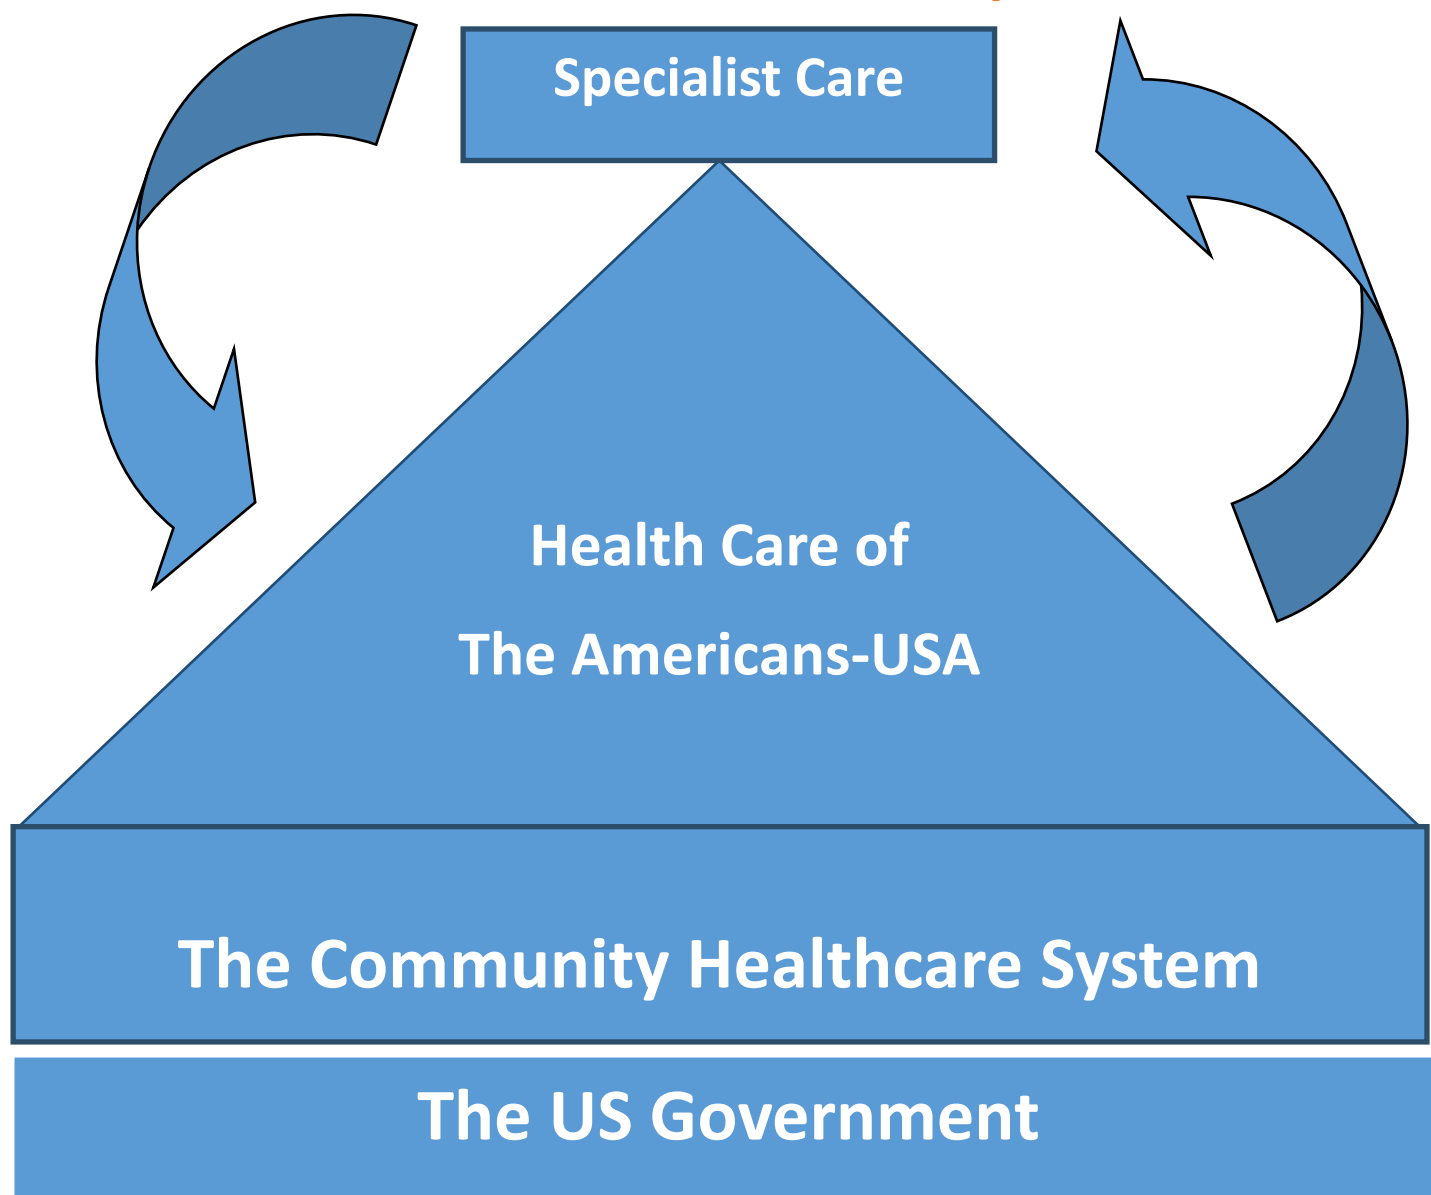 Specialist Care
Health Care of
The Americans-USA
The Community Healthcare System
The US Government